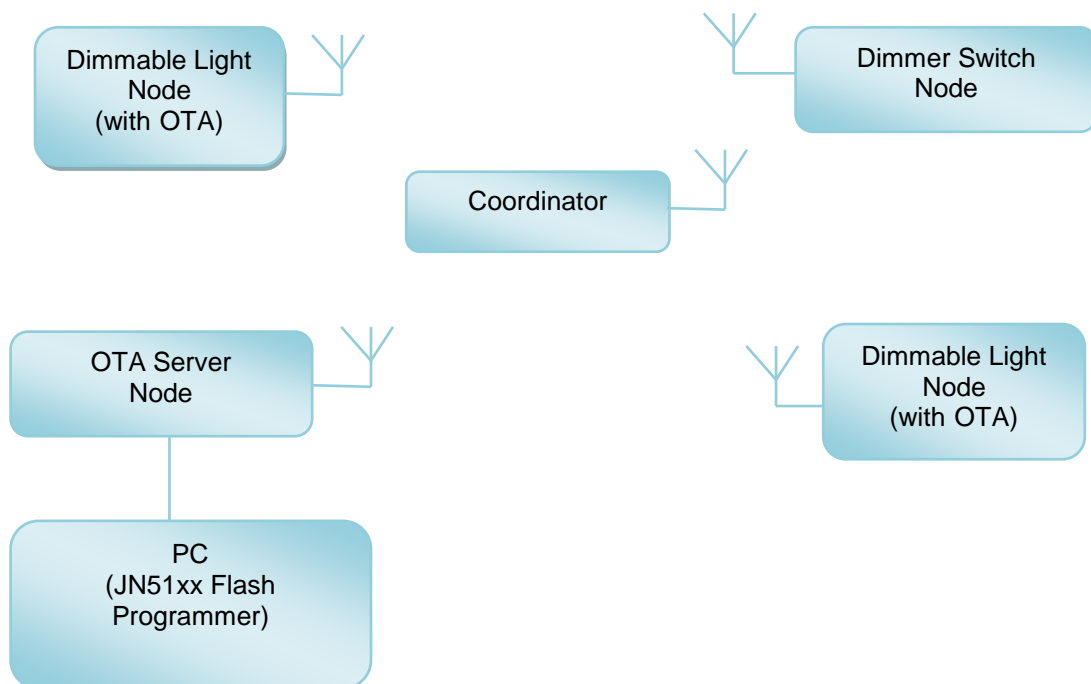 Dimmable Light
Node
(with OTA)
Dimmer Switch
Node
Coordinator
OTA Server
Node
Dimmable Light
Node
(with OTA)
PC
(JN51xx Flash
Programmer)